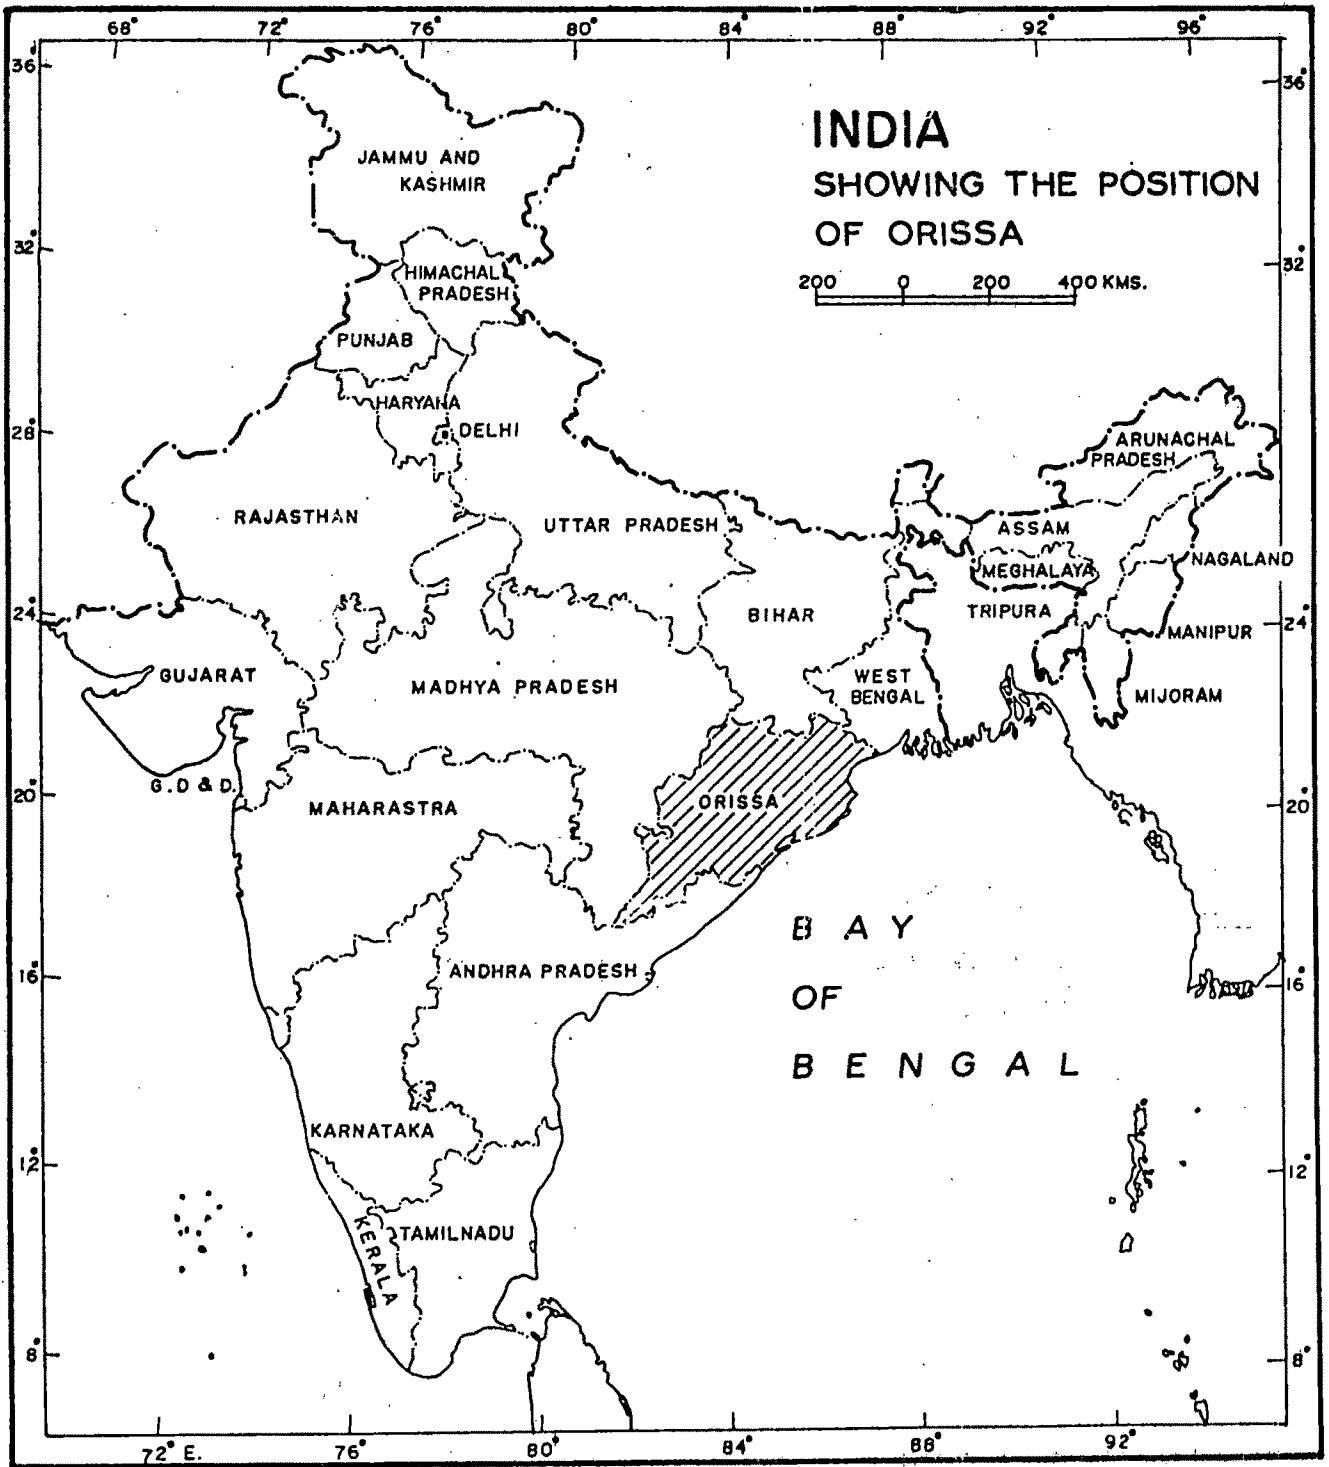 68° 72° 76° 80° 84° 88° 92° 96°
36°
36°
INDIA
SHOWING THE POSITION
OF ORISSA
200 0 200 400 KMS.
JAMMU AND
KASHMIR
32°
32°
HIMACHAL
PRADESH
PUNJAB
HARYANA
DELHI
28°
28°
ARUNACHAL
PRADESH
RAJASTHAN
UTTAR PRADESH
ASSAM
NAGALAND
MEGHALAYA
24°
24°
BIHAR
TRIPURA
MANIPUR
GUJARAT
MADHYA PRADESH
WEST
BENGAL
MIJORAM
G.D & D.
20°
20°
MAHARASTRA
ORISSA
BAY
OF
BENGAL
ANDHRA PRADESH
16°
16°
KARNATAKA
12°
12°
KERALA
TAMILNADU
8°
8°
72° E. 76° 80° 84° 88° 92°